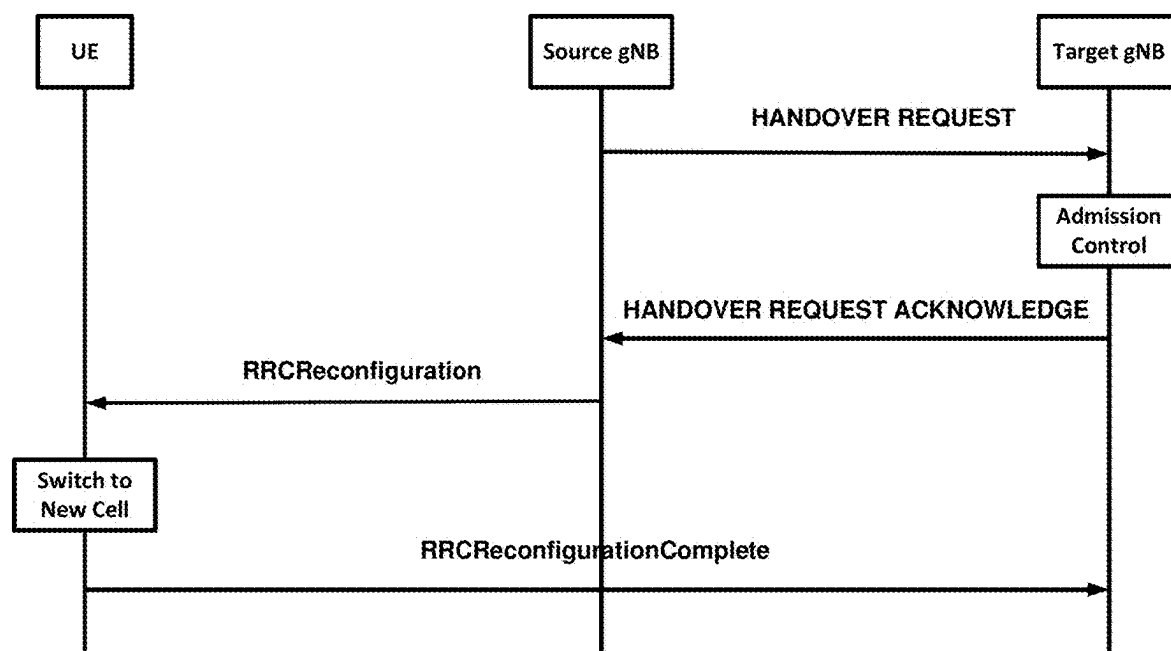 UE
Source gNB
Target gNB
HANDOVER REQUEST
Admission
Control
HANDOVER REQUEST ACKNOWLEDGE
RRCReconfiguration
Switch to
New Cell
RRCReconfigurationComplete